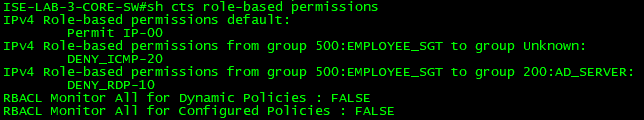 ISE-LAB-3-CORE-SW#sh cts role-based permissions
IPv4 Role-based permissions default:
Permit IP-00
IPv4 Role-based permissions from group 500:EMPLOYEE_SGT to group Unknown:
DENY_ICMP-20
IPv4 Role-based permissions from group 500:EMPLOYEE_SGT to group 200:AD_SERVER:
DENY_RDP-10
RBACL Monitor All for Dynamic Policies : FALSE
RBACL Monitor All for Configured Policies : FALSE